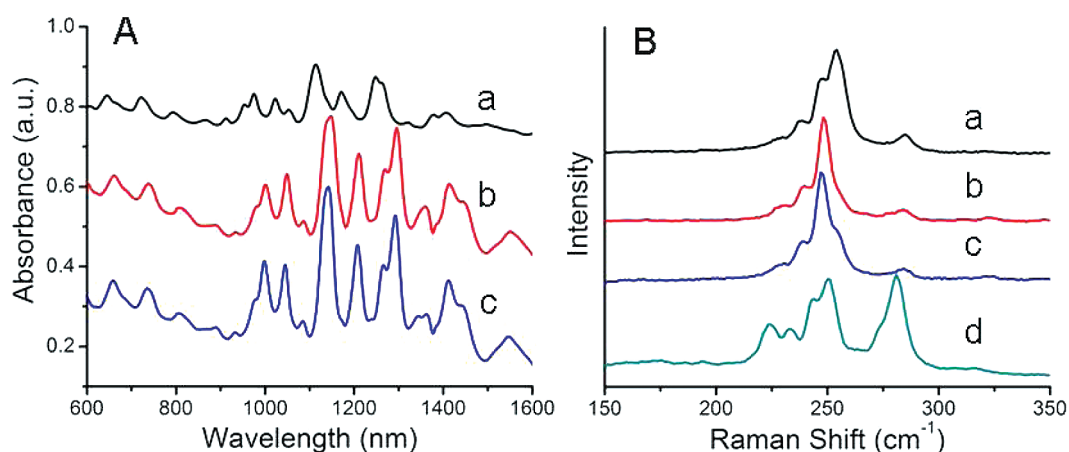 A
Absorbance (a.u.)
1.0
0.8
0.6
0.4
0.2
a
b
c
600
800
1000
1200
1400
1600
Wavelength (nm)
B
Intensity
a
b
c
d
150
200
250
300
350
Raman Shift (cm⁻¹)